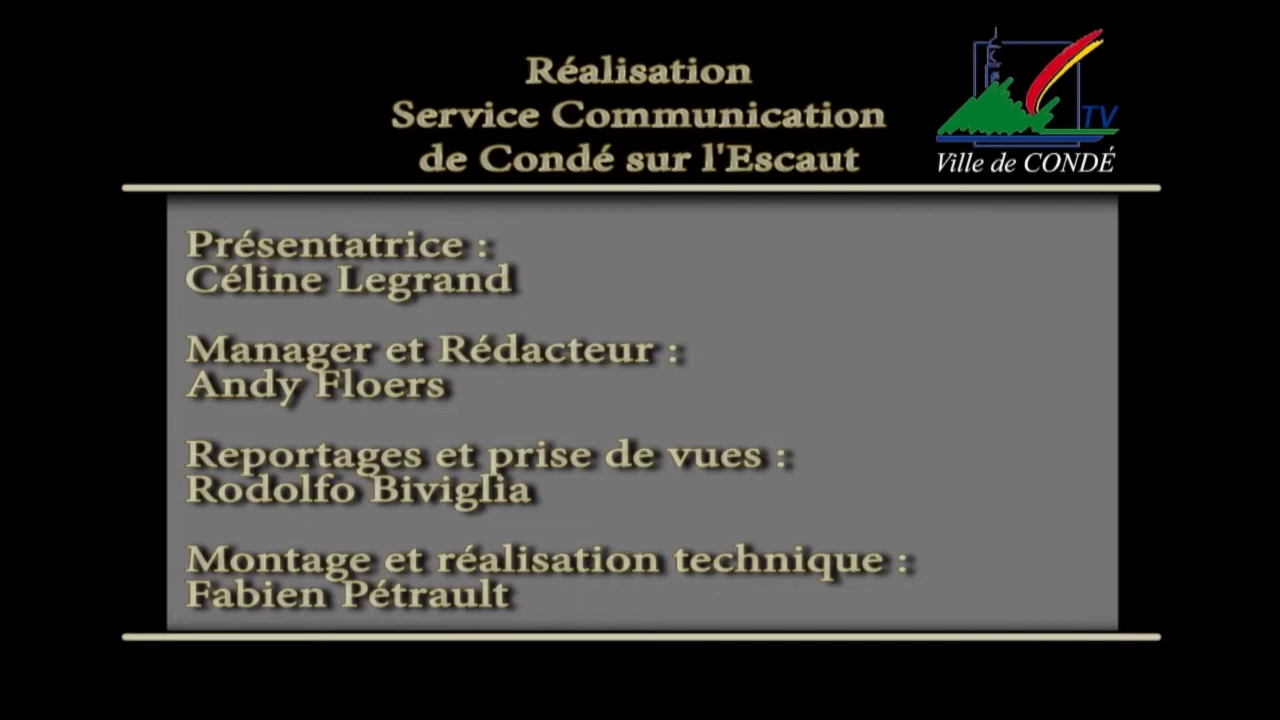 Réalisation
Service Communication
de Condé sur l'Escaut
TV
Ville de CONDÉ
Présentatrice :
Céline Legrand
Manager et Rédacteur :
Andy Floers
Reportages et prise de vues :
Rodolfo Biviglia
Montage et réalisation technique :
Fabien Pétrault